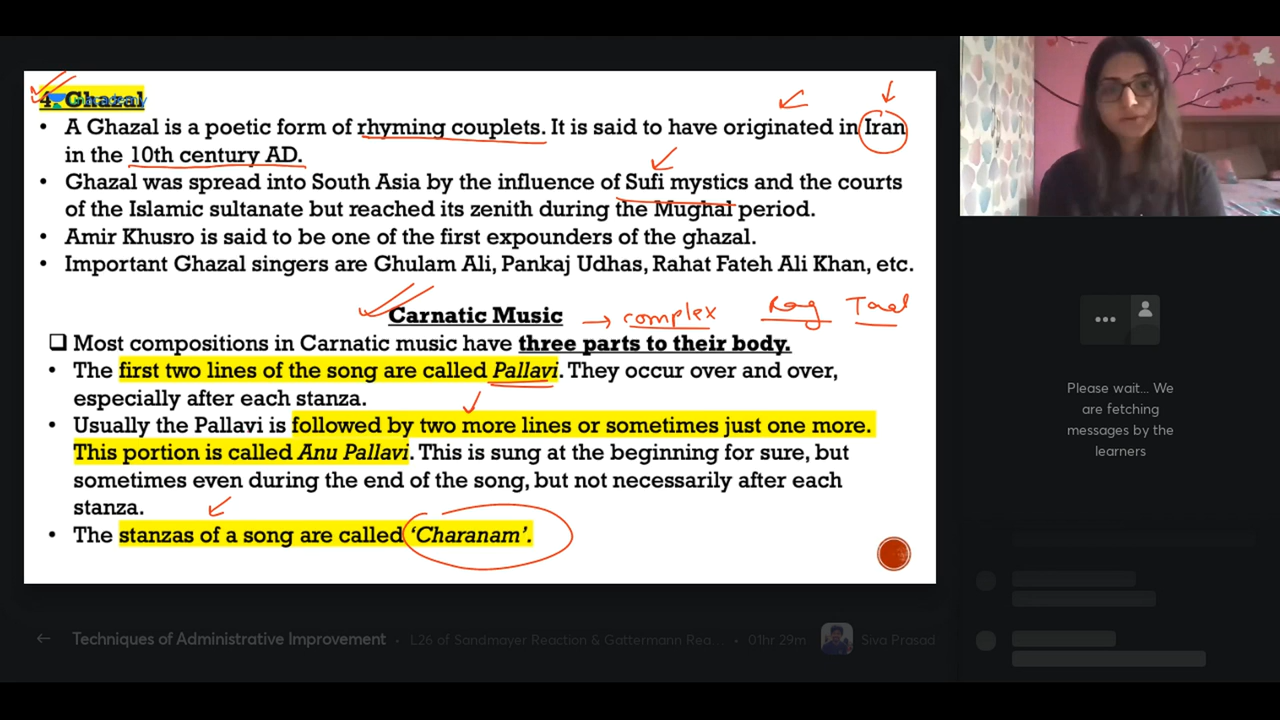 4. Ghazal
• A Ghazal is a poetic form of rhyming couplets. It is said to have originated in Iran
in the 10th century AD.
• Ghazal was spread into South Asia by the influence of Sufi mystics and the courts
of the Islamic sultanate but reached its zenith during the Mughal period.
• Amir Khusro is said to be one of the first expounders of the ghazal.
• Important Ghazal singers are Ghulam Ali, Pankaj Udhas, Rahat Fateh Ali Khan, etc.
Carnatic Music → complex Rag Taal
❑ Most compositions in Carnatic music have three parts to their body.
• The first two lines of the song are called Pallavi. They occur over and over,
especially after each stanza.
• Usually the Pallavi is followed by two more lines or sometimes just one more.
This portion is called Anu Pallavi. This is sung at the beginning for sure, but
sometimes even during the end of the song, but not necessarily after each
stanza.
• The stanzas of a song are called ‘Charanam’.
Please wait... We
are fetching
messages by the
learners
Techniques of Administrative Improvement • L26 of Sandmayer Reaction & Gattermann Rea... • 01hr 29m Siva Prasad